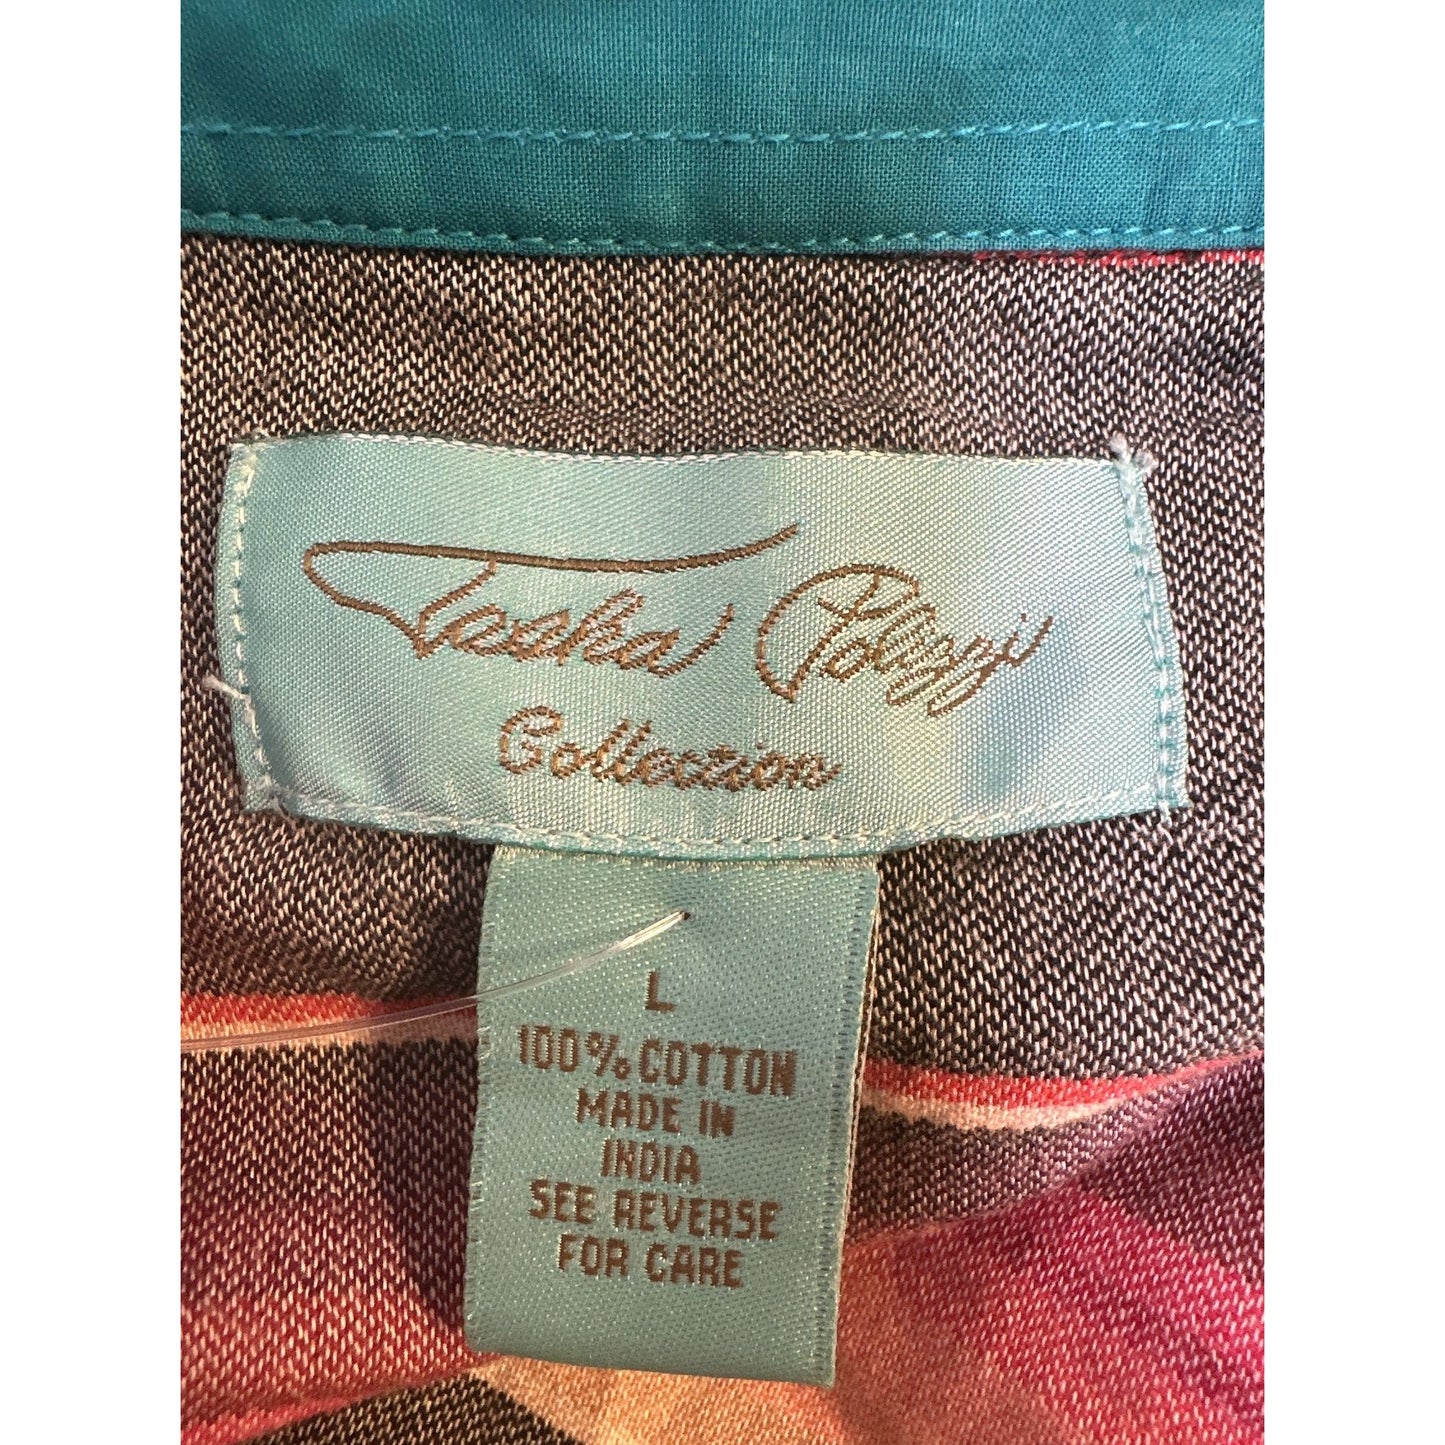 Tasha Polizzi
Collection
L
100% COTTON
MADE IN
INDIA
SEE REVERSE
FOR CARE